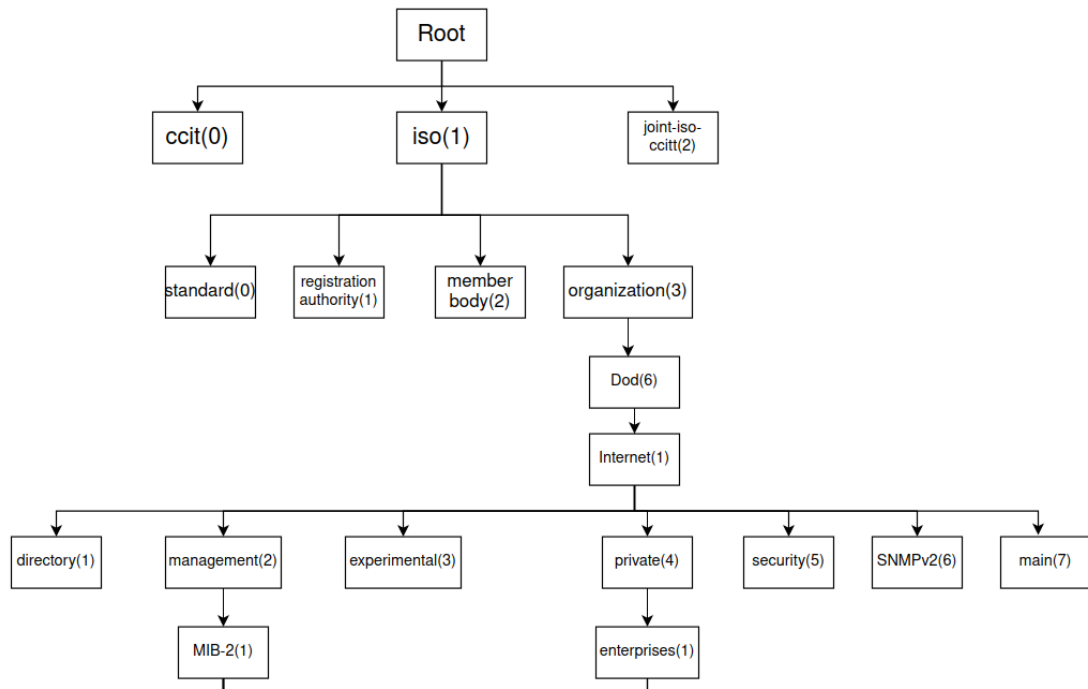 Root
ccit(0)
iso(1)
joint-iso-
ccitt(2)
standard(0)
registration
authority(1)
member
body(2)
organization(3)
Dod(6)
Internet(1)
directory(1)
management(2)
experimental(3)
private(4)
security(5)
SNMPv2(6)
main(7)
MIB-2(1)
enterprises(1)